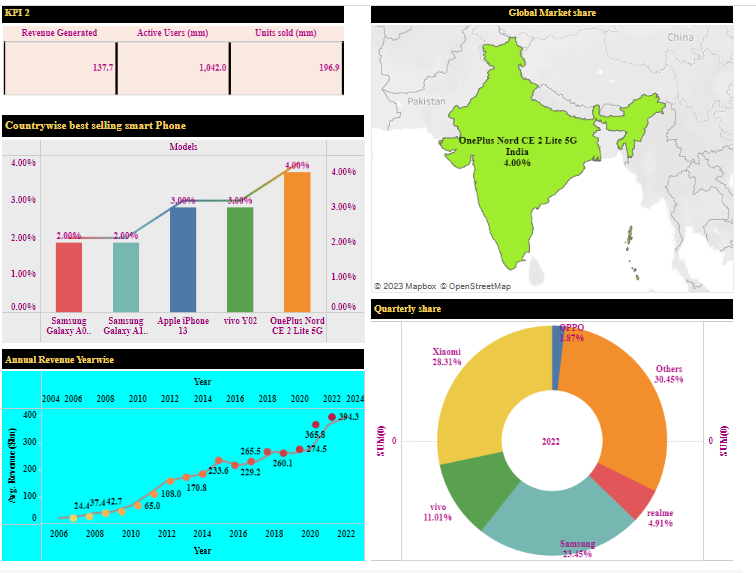 KPI 2
Revenue Generated Active Users (mm) Units sold (mm)
137.7 1,042.0 196.9
Countrywise best selling smart Phone
Models
4.00% 4.00%
4.00%
3.00% 3.00% 3.00% 3.00%
2.00% 2.00% 2.00% 2.00%
1.00% 1.00%
0.00% 0.00%
Samsung Samsung Apple iPhone vivo Y02 OnePlus Nord
Galaxy A0.. Galaxy A1.. 13 CE 2 Lite 5G
Annual Revenue Yearwise
Year
2004 2006 2008 2010 2012 2014 2016 2018 2020 2022 2024
Avg. Revenue ($bn)
400
300
200
100
0
24.4 37.4 42.7 65.0 108.0 170.8 233.6 229.2 265.5 260.1 274.5 365.8 394.3
2006 2008 2010 2012 2014 2016 2018 2020 2022
Year
Global Market share
China
Pakistan
OnePlus Nord CE 2 Lite 5G
India
4.00%
© 2023 Mapbox © OpenStreetMap
Quarterly share
OPPO
1.87%
Xiaomi
28.31%
Others
30.45%
SUM(0) 0 2022 0 SUM(0)
vivo
11.01%
realme
4.91%
Samsung
23.45%